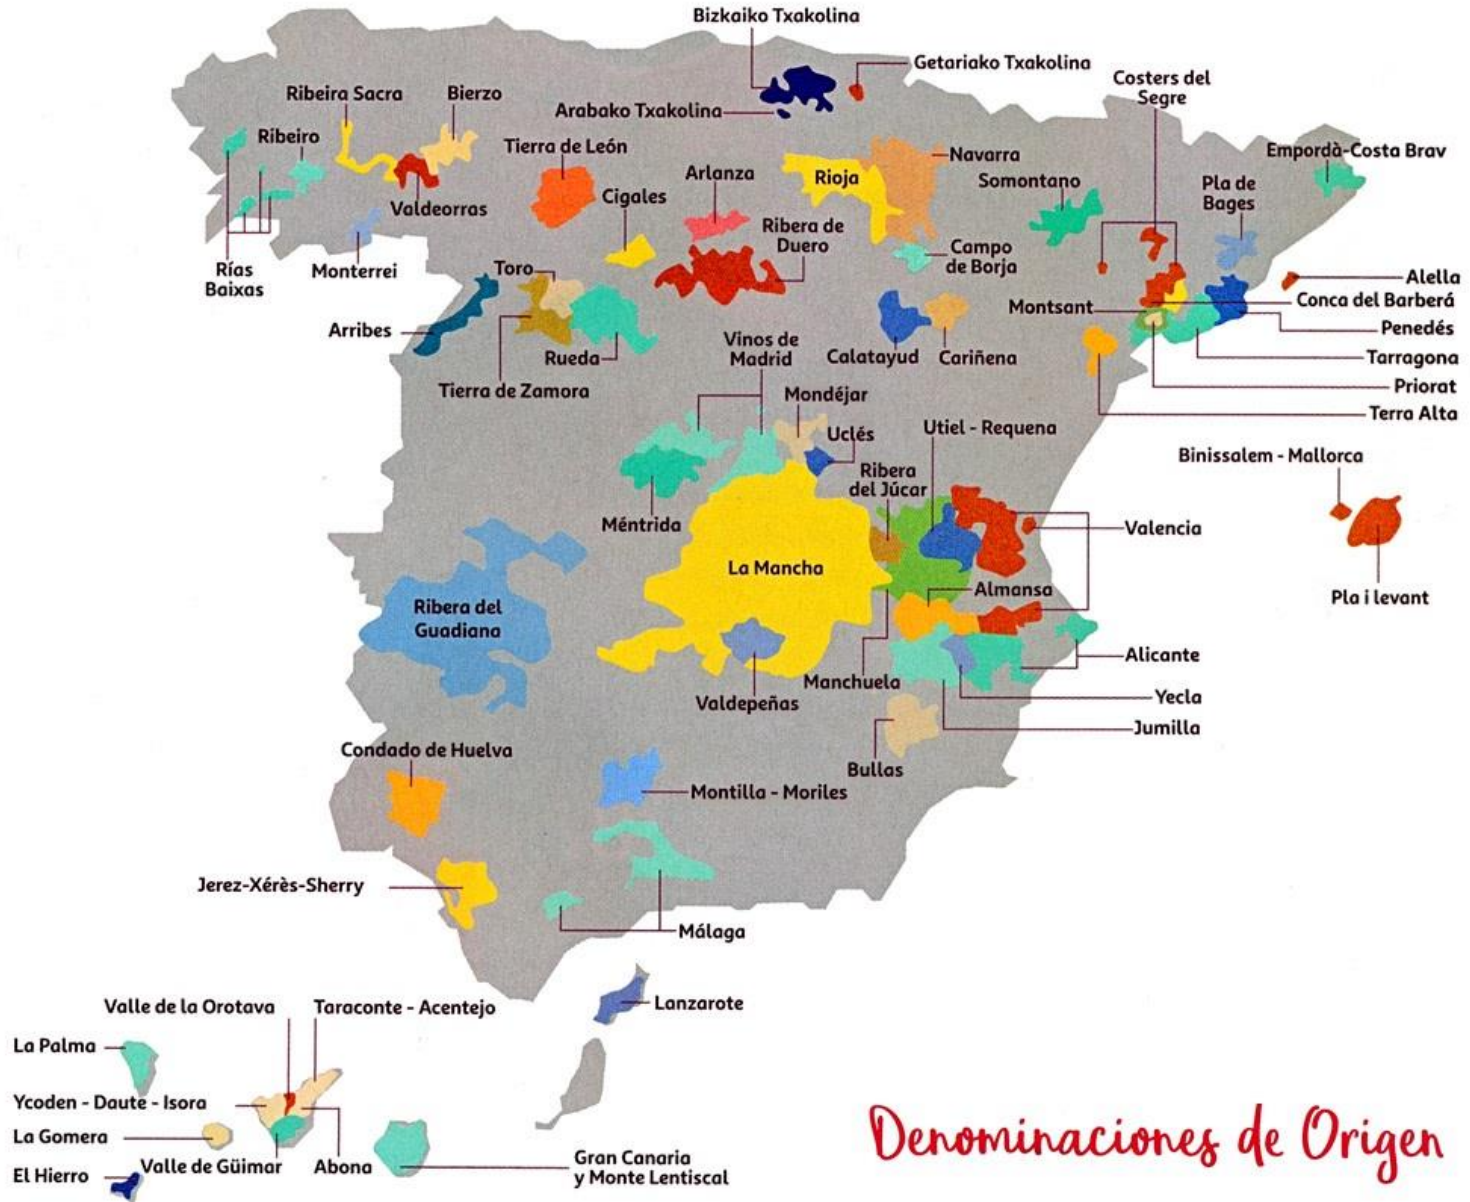 Bizkaiko Txakolina
Getariako Txakolina
Costers del
Segre
Ribeira Sacra
Bierzo
Arabako Txakolina
Ribeiro
Tierra de León
Navarra
Empordà-Costa Brav
Rioja
Arlanza
Somontano
Pla de
Bages
Cigales
Valdeorras
Ribera de
Duero
Campo
de Borja
Rías
Baixas
Monterrei
Toro
Alella
Montsant
Conca del Barberá
Arribes
Penedés
Vinos de
Madrid
Rueda
Calatayud
Cariñena
Tarragona
Tierra de Zamora
Priorat
Mondéjar
Terra Alta
Uclés
Utiel - Requena
Binissalem - Mallorca
Ribera
del Júcar
Méntrida
Valencia
La Mancha
Almansa
Pla i levant
Ribera del
Guadiana
Alicante
Manchuela
Yecla
Valdepeñas
Jumilla
Condado de Huelva
Bullas
Montilla - Moriles
Jerez-Xérès-Sherry
Málaga
Lanzarote
Valle de la Orotava
Taraconte - Acentejo
La Palma
Ycoden - Daute - Isora
La Gomera
Valle de Güimar
Abona
Gran Canaria
y Monte Lentiscal
El Hierro
Denominaciones de Origen